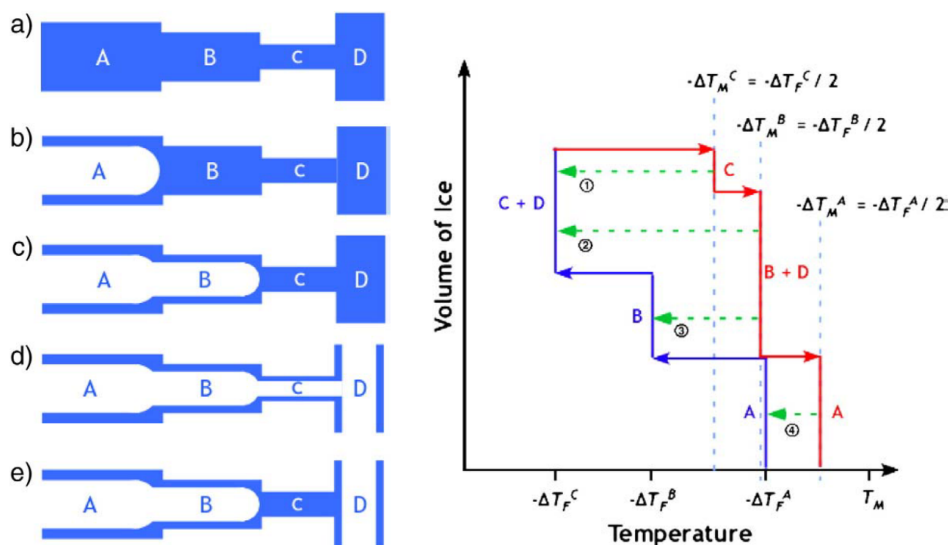 a)
A B C D
b)
A B C D
c)
A B C D
d)
A B C D
e)
A B C D
Volume of Ice
-ΔT_M^C = -ΔT_F^C / 2
-ΔT_M^B = -ΔT_F^B / 2
-ΔT_M^A = -ΔT_F^A / 2
① C
C + D
②
B + D
B ③
A ④ A
-ΔT_F^C -ΔT_F^B -ΔT_F^A T_M
Temperature